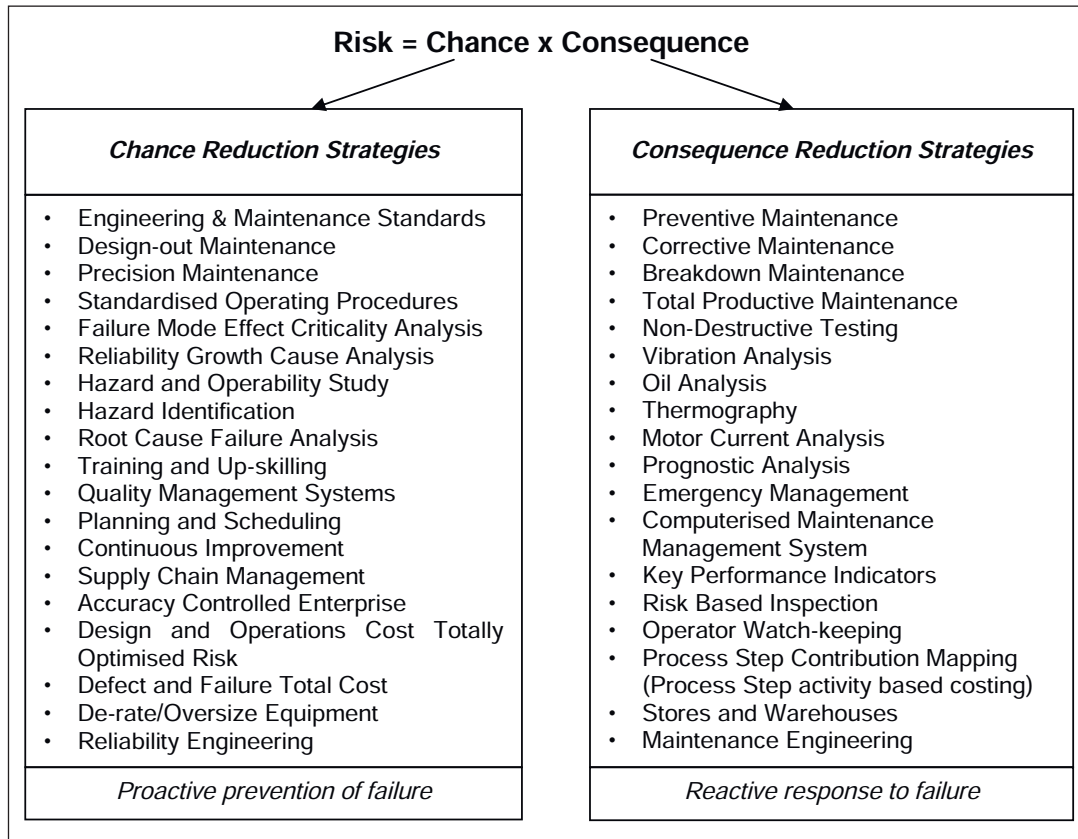 Risk = Chance x Consequence
Chance Reduction Strategies
• Engineering & Maintenance Standards
• Design-out Maintenance
• Precision Maintenance
• Standardised Operating Procedures
• Failure Mode Effect Criticality Analysis
• Reliability Growth Cause Analysis
• Hazard and Operability Study
• Hazard Identification
• Root Cause Failure Analysis
• Training and Up-skilling
• Quality Management Systems
• Planning and Scheduling
• Continuous Improvement
• Supply Chain Management
• Accuracy Controlled Enterprise
• Design and Operations Cost Totally
Optimised Risk
• Defect and Failure Total Cost
• De-rate/Oversize Equipment
• Reliability Engineering
Proactive prevention of failure
Consequence Reduction Strategies
• Preventive Maintenance
• Corrective Maintenance
• Breakdown Maintenance
• Total Productive Maintenance
• Non-Destructive Testing
• Vibration Analysis
• Oil Analysis
• Thermography
• Motor Current Analysis
• Prognostic Analysis
• Emergency Management
• Computerised Maintenance
Management System
• Key Performance Indicators
• Risk Based Inspection
• Operator Watch-keeping
• Process Step Contribution Mapping
(Process Step activity based costing)
• Stores and Warehouses
• Maintenance Engineering
Reactive response to failure